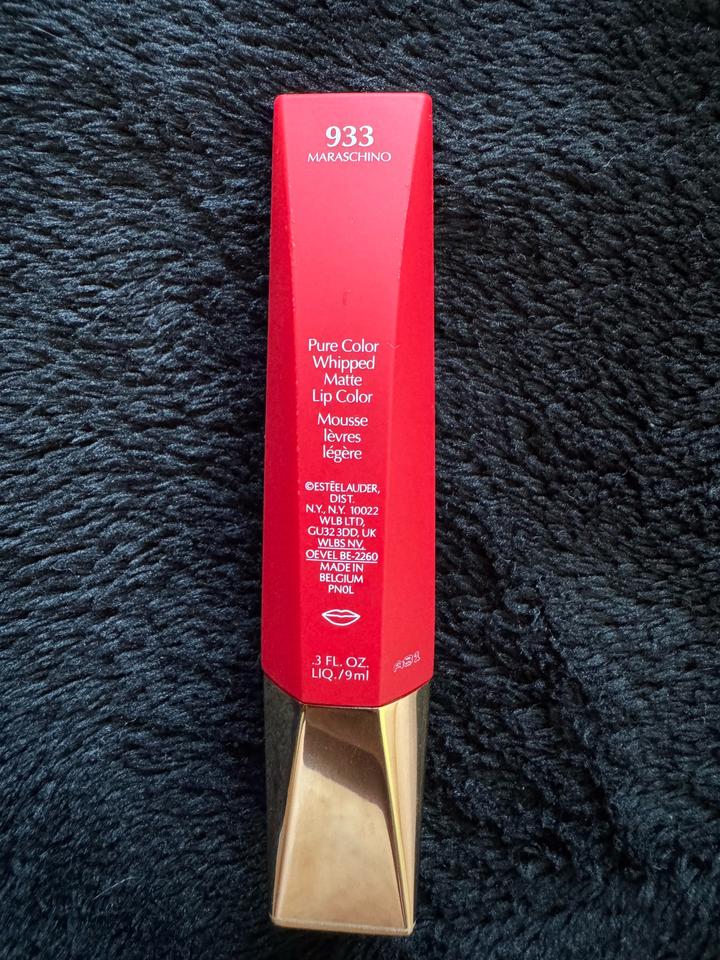 933
MARASCHINO
Pure Color
Whipped
Matte
Lip Color
Mousse
lèvres
légère
©ESTĒE LAUDER,
DIST.
N.Y., N.Y. 10022
WLB LTD,
GU32 3DD, UK
WLBS NV,
OEVEL BE-2260
MADE IN
BELGIUM
PN0L
.3 FL. OZ.
LIQ./9ml